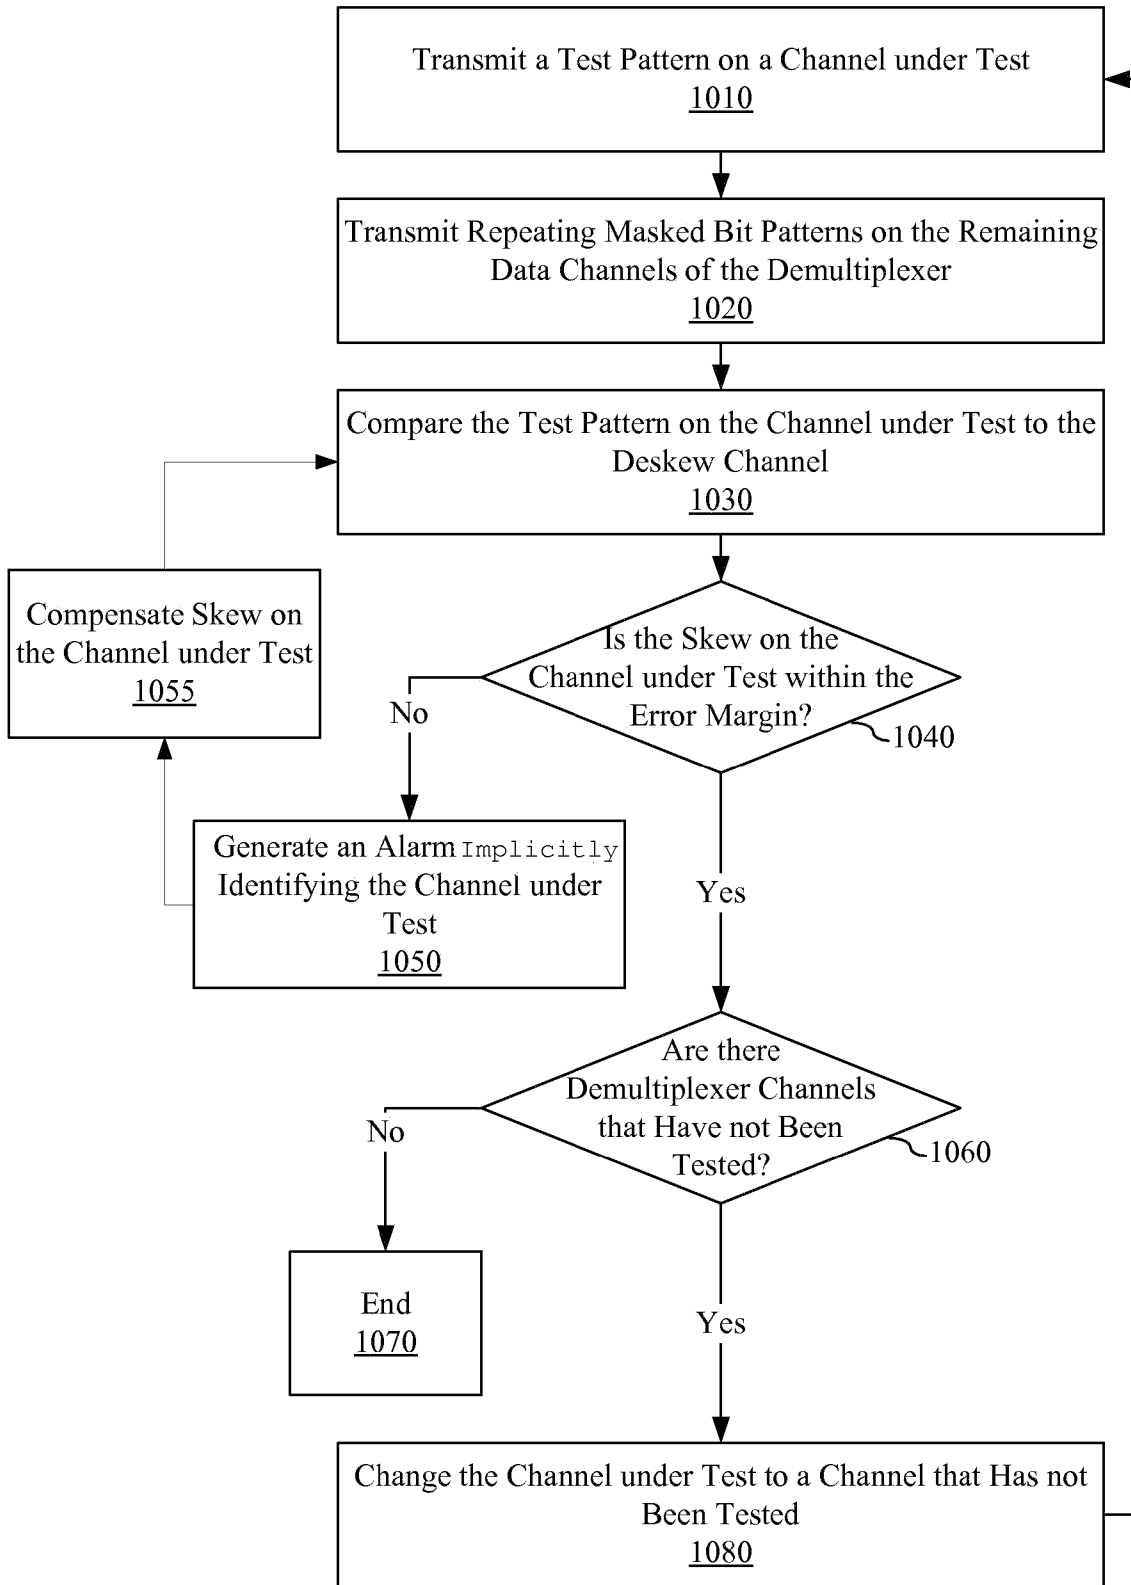 Transmit a Test Pattern on a Channel under Test
1010
Transmit Repeating Masked Bit Patterns on the Remaining
Data Channels of the Demultiplexer
1020
Compare the Test Pattern on the Channel under Test to the
Deskew Channel
1030
Compensate Skew on
the Channel under Test
1055
Is the Skew on the
Channel under Test within the
Error Margin?
1040
No
Generate an Alarm Implicitly
Identifying the Channel under
Test
1050
Yes
Are there
Demultiplexer Channels
that Have not Been
Tested?
1060
No
End
1070
Yes
Change the Channel under Test to a Channel that Has not
Been Tested
1080